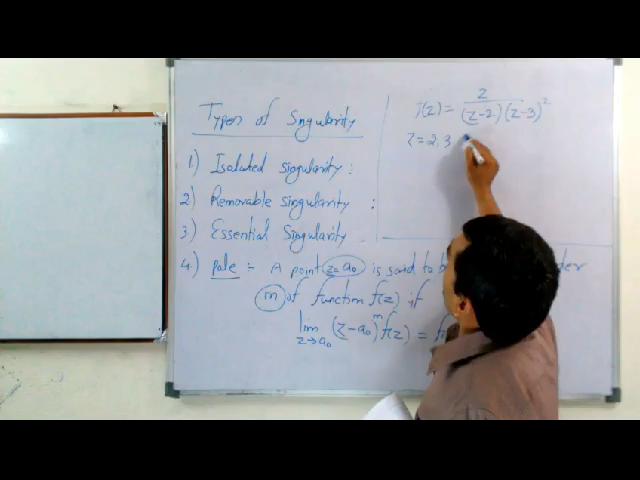 Types of Singularity
1) Isolated Singularity :
2) Removable Singularity :
3) Essential Singularity
4.) Pole :- A point z=a₀ is said to be der
m of function f(z) if
lim z→a₀ (z-a₀)ᵐ f(z) =
f(z) = z / (z-2)(z-3)²
z = 2, 3